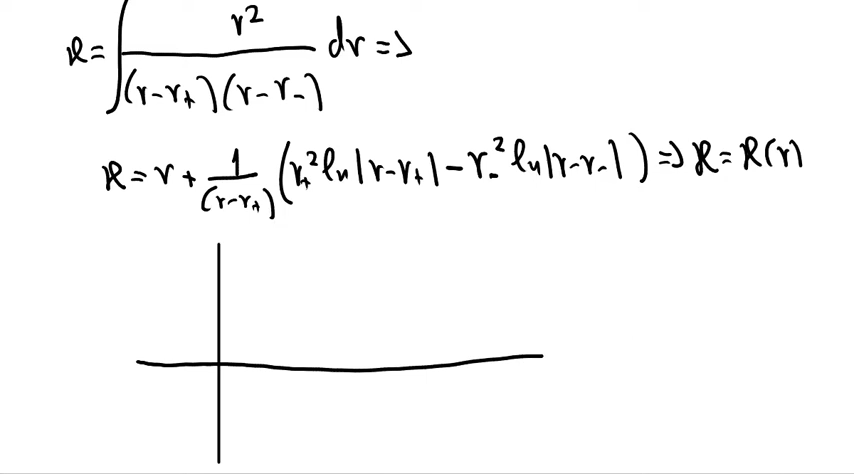 R = ∫ r² / ((r-r₊)(r-r₋)) dr =>
R = r + 1/(r-r₊) (r₊² ln|r-r₊| - r₋² ln|r-r₋|) => R = R(r)